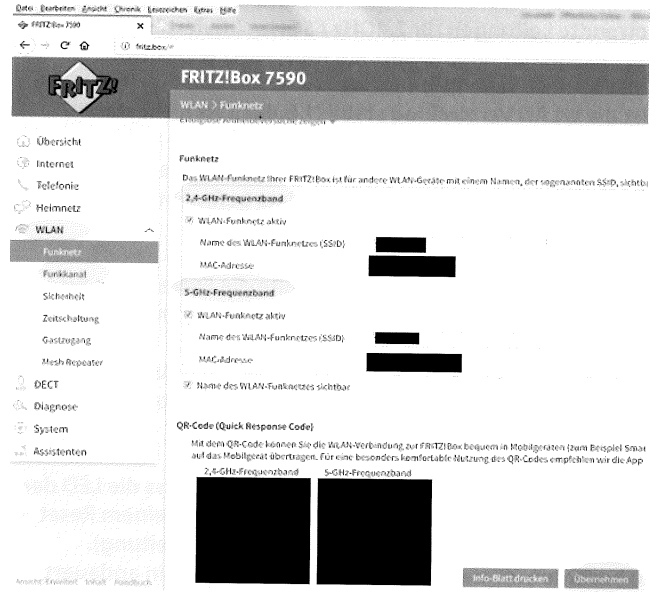 Datei Bearbeiten Ansicht Chronik Lesezeichen Extras Hilfe
FRITZ!Box 7590
fritz.box
FRITZ!
FRITZ!Box 7590
WLAN > Funknetz
Übersicht
Internet
Telefonie
Heimnetz
WLAN
Funknetz
Funkkanal
Sicherheit
Zeitschaltung
Gastzugang
Mesh Repeater
DECT
Diagnose
System
Assistenten
Ansicht: Erweitert Inhalt Handbuch
Funknetz
Das WLAN-Funknetz Ihrer FRITZ!Box ist für andere WLAN-Geräte mit einem Namen, der sogenannten SSID, sichtba
2,4-GHz-Frequenzband
WLAN-Funknetz aktiv
Name des WLAN-Funknetzes (SSID)
MAC-Adresse
5-GHz-Frequenzband
WLAN-Funknetz aktiv
Name des WLAN-Funknetzes (SSID)
MAC-Adresse
Name des WLAN-Funknetzes sichtbar
QR-Code (Quick Response Code)
Mit dem QR-Code können Sie die WLAN-Verbindung zur FRITZ!Box bequem in Mobilgeräten (zum Beispiel Smar
auf das Mobilgerät übertragen. Für eine besonders komfortable Nutzung des QR-Codes empfehlen wir die App
2,4-GHz-Frequenzband 5-GHz-Frequenzband
Info-Blatt drucken Übernehmen